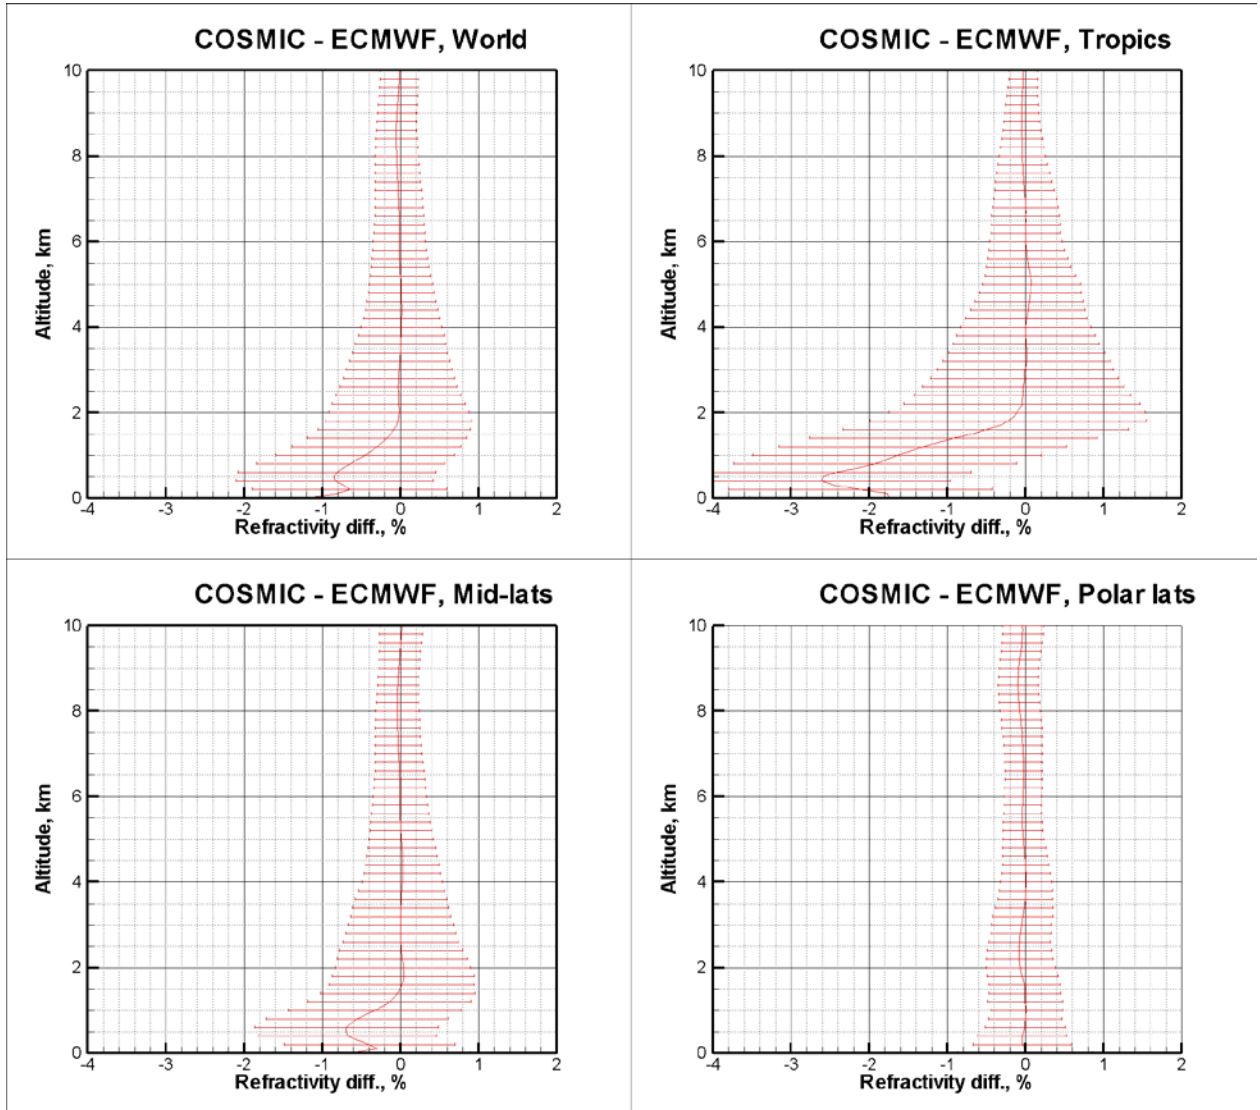 COSMIC - ECMWF, World
10
8
6
4
2
0
Altitude, km
-4 -3 -2 -1 0 1 2
Refractivity diff., %
COSMIC - ECMWF, Tropics
10
8
6
4
2
0
Altitude, km
-4 -3 -2 -1 0 1 2
Refractivity diff., %
COSMIC - ECMWF, Mid-lats
10
8
6
4
2
0
Altitude, km
-4 -3 -2 -1 0 1 2
Refractivity diff., %
COSMIC - ECMWF, Polar lats
10
8
6
4
2
0
Altitude, km
-4 -3 -2 -1 0 1 2
Refractivity diff., %